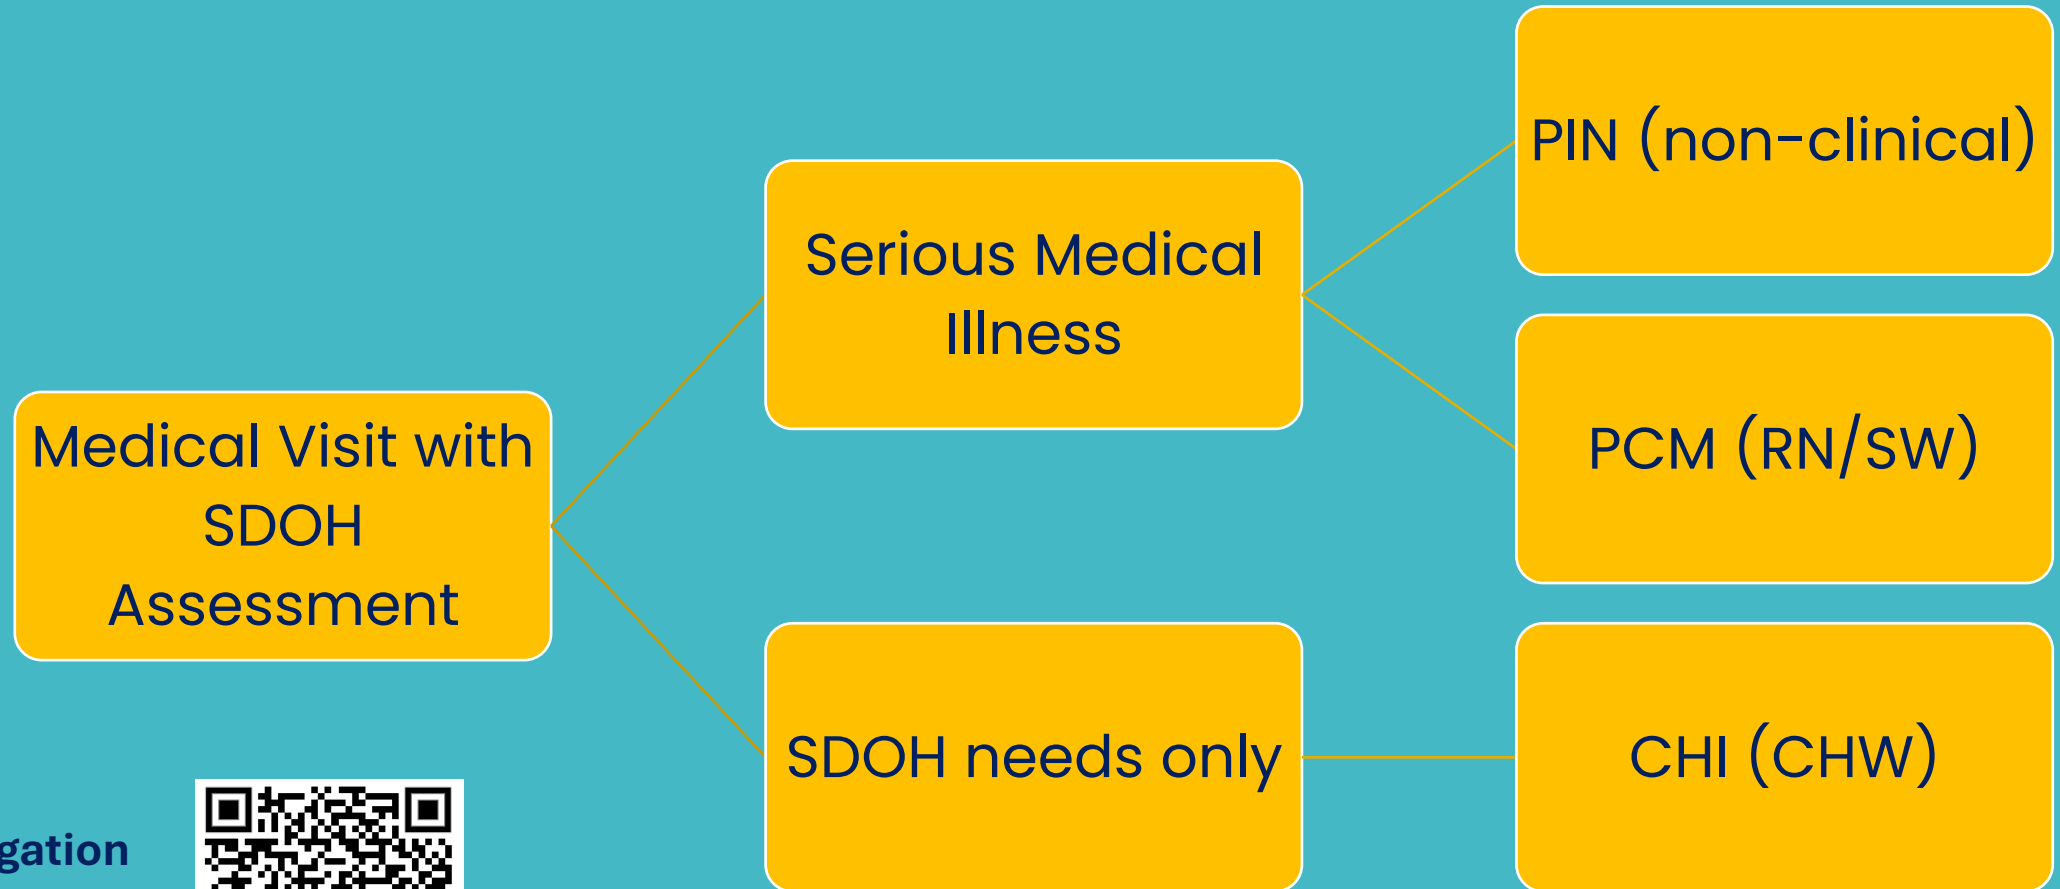 Medical Visit with
SDOH
Assessment
Serious Medical
Illness
SDOH needs only
PIN (non-clinical)
PCM (RN/SW)
CHI (CHW)